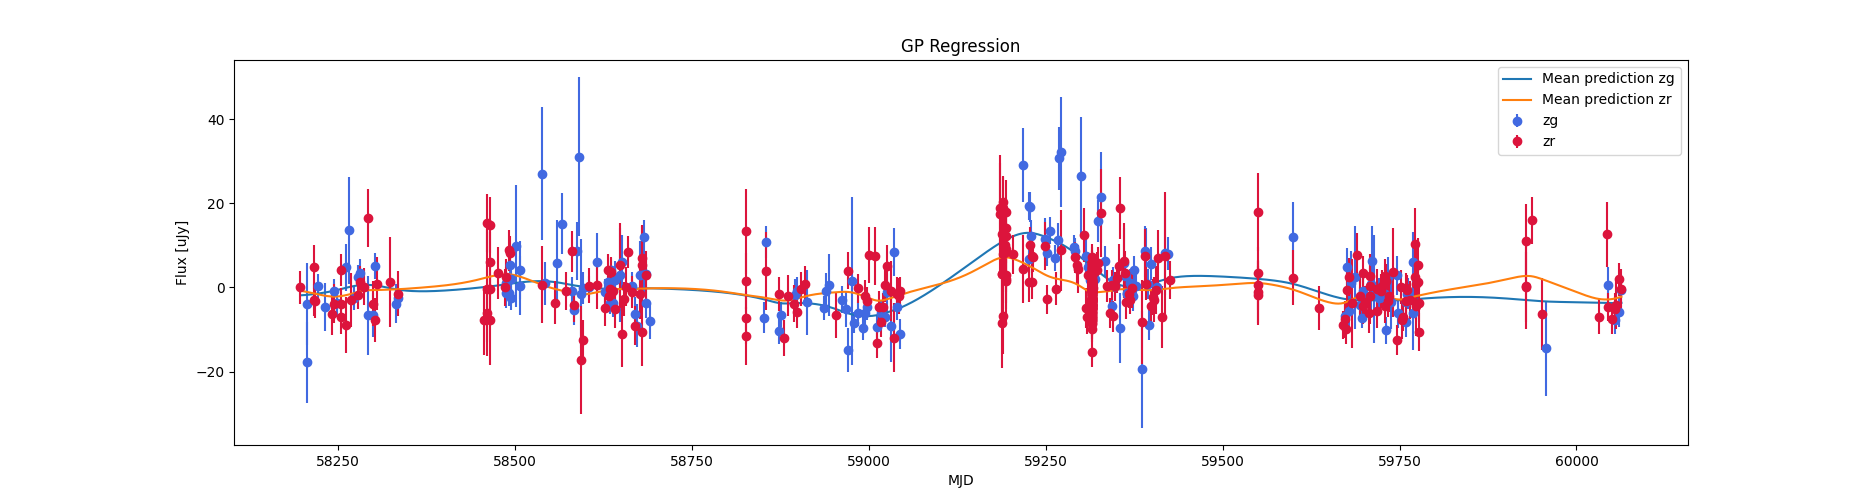 GP Regression
Flux [uJy]
40
20
0
−20
58250 58500 58750 59000 59250 59500 59750 60000
MJD
Mean prediction zg
Mean prediction zr
zg
zr